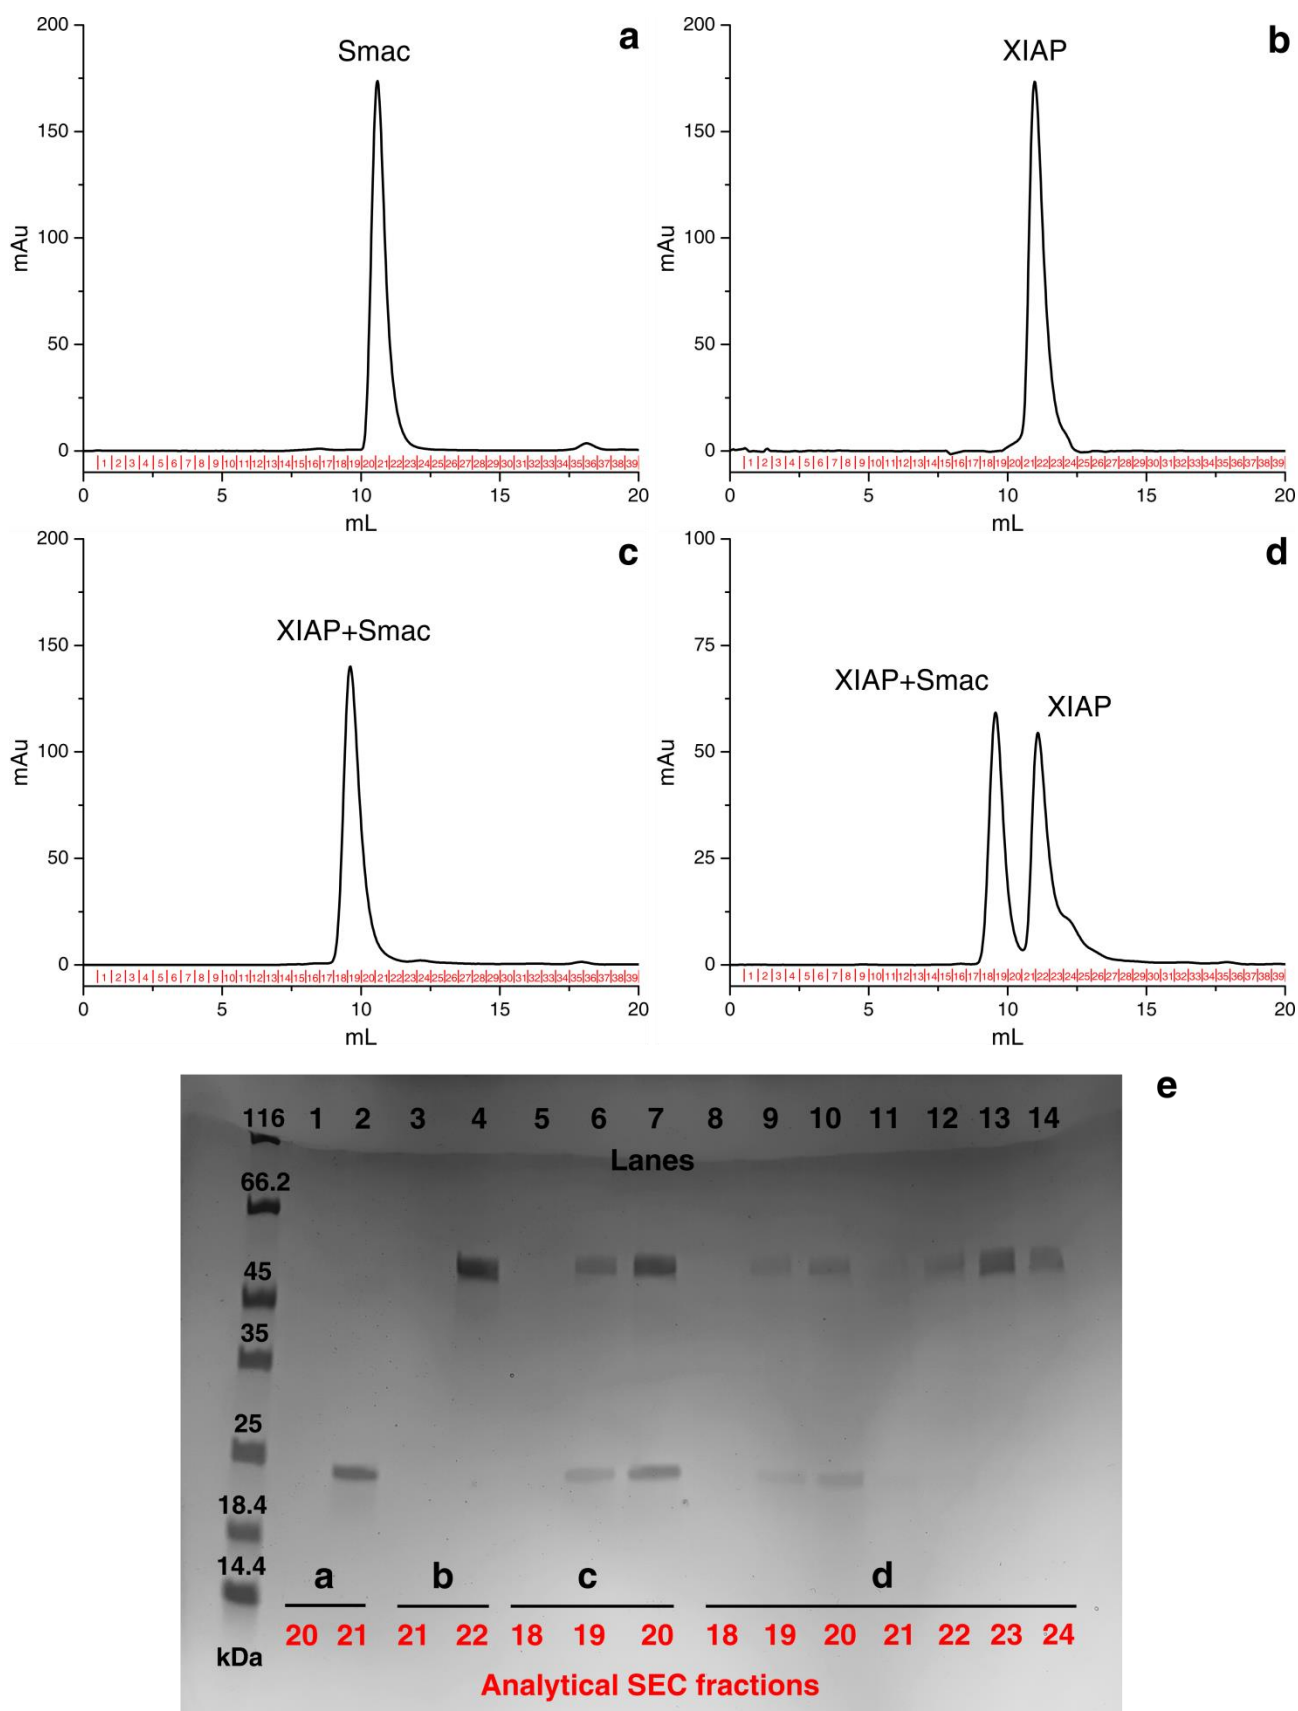 a
200
150
100
50
0
mAu
Smac
1 2 3 4 5 6 7 8 9 10 11 12 13 14 15 16 17 18 19 20 21 22 23 24 25 26 27 28 29 30 31 32 33 34 35 36 37 38 39
0 5 10 15 20
mL
b
200
150
100
50
0
mAu
XIAP
1 2 3 4 5 6 7 8 9 10 11 12 13 14 15 16 17 18 19 20 21 22 23 24 25 26 27 28 29 30 31 32 33 34 35 36 37 38 39
0 5 10 15 20
mL
c
200
150
100
50
0
mAu
XIAP+Smac
1 2 3 4 5 6 7 8 9 10 11 12 13 14 15 16 17 18 19 20 21 22 23 24 25 26 27 28 29 30 31 32 33 34 35 36 37 38 39
0 5 10 15 20
mL
d
100
75
50
25
0
mAu
XIAP+Smac
XIAP
1 2 3 4 5 6 7 8 9 10 11 12 13 14 15 16 17 18 19 20 21 22 23 24 25 26 27 28 29 30 31 32 33 34 35 36 37 38 39
0 5 10 15 20
mL
e
116 1 2 3 4 5 6 7 8 9 10 11 12 13 14
Lanes
66.2
45
35
25
18.4
14.4
a b c d
20 21 21 22 18 19 20 18 19 20 21 22 23 24
kDa
Analytical SEC fractions